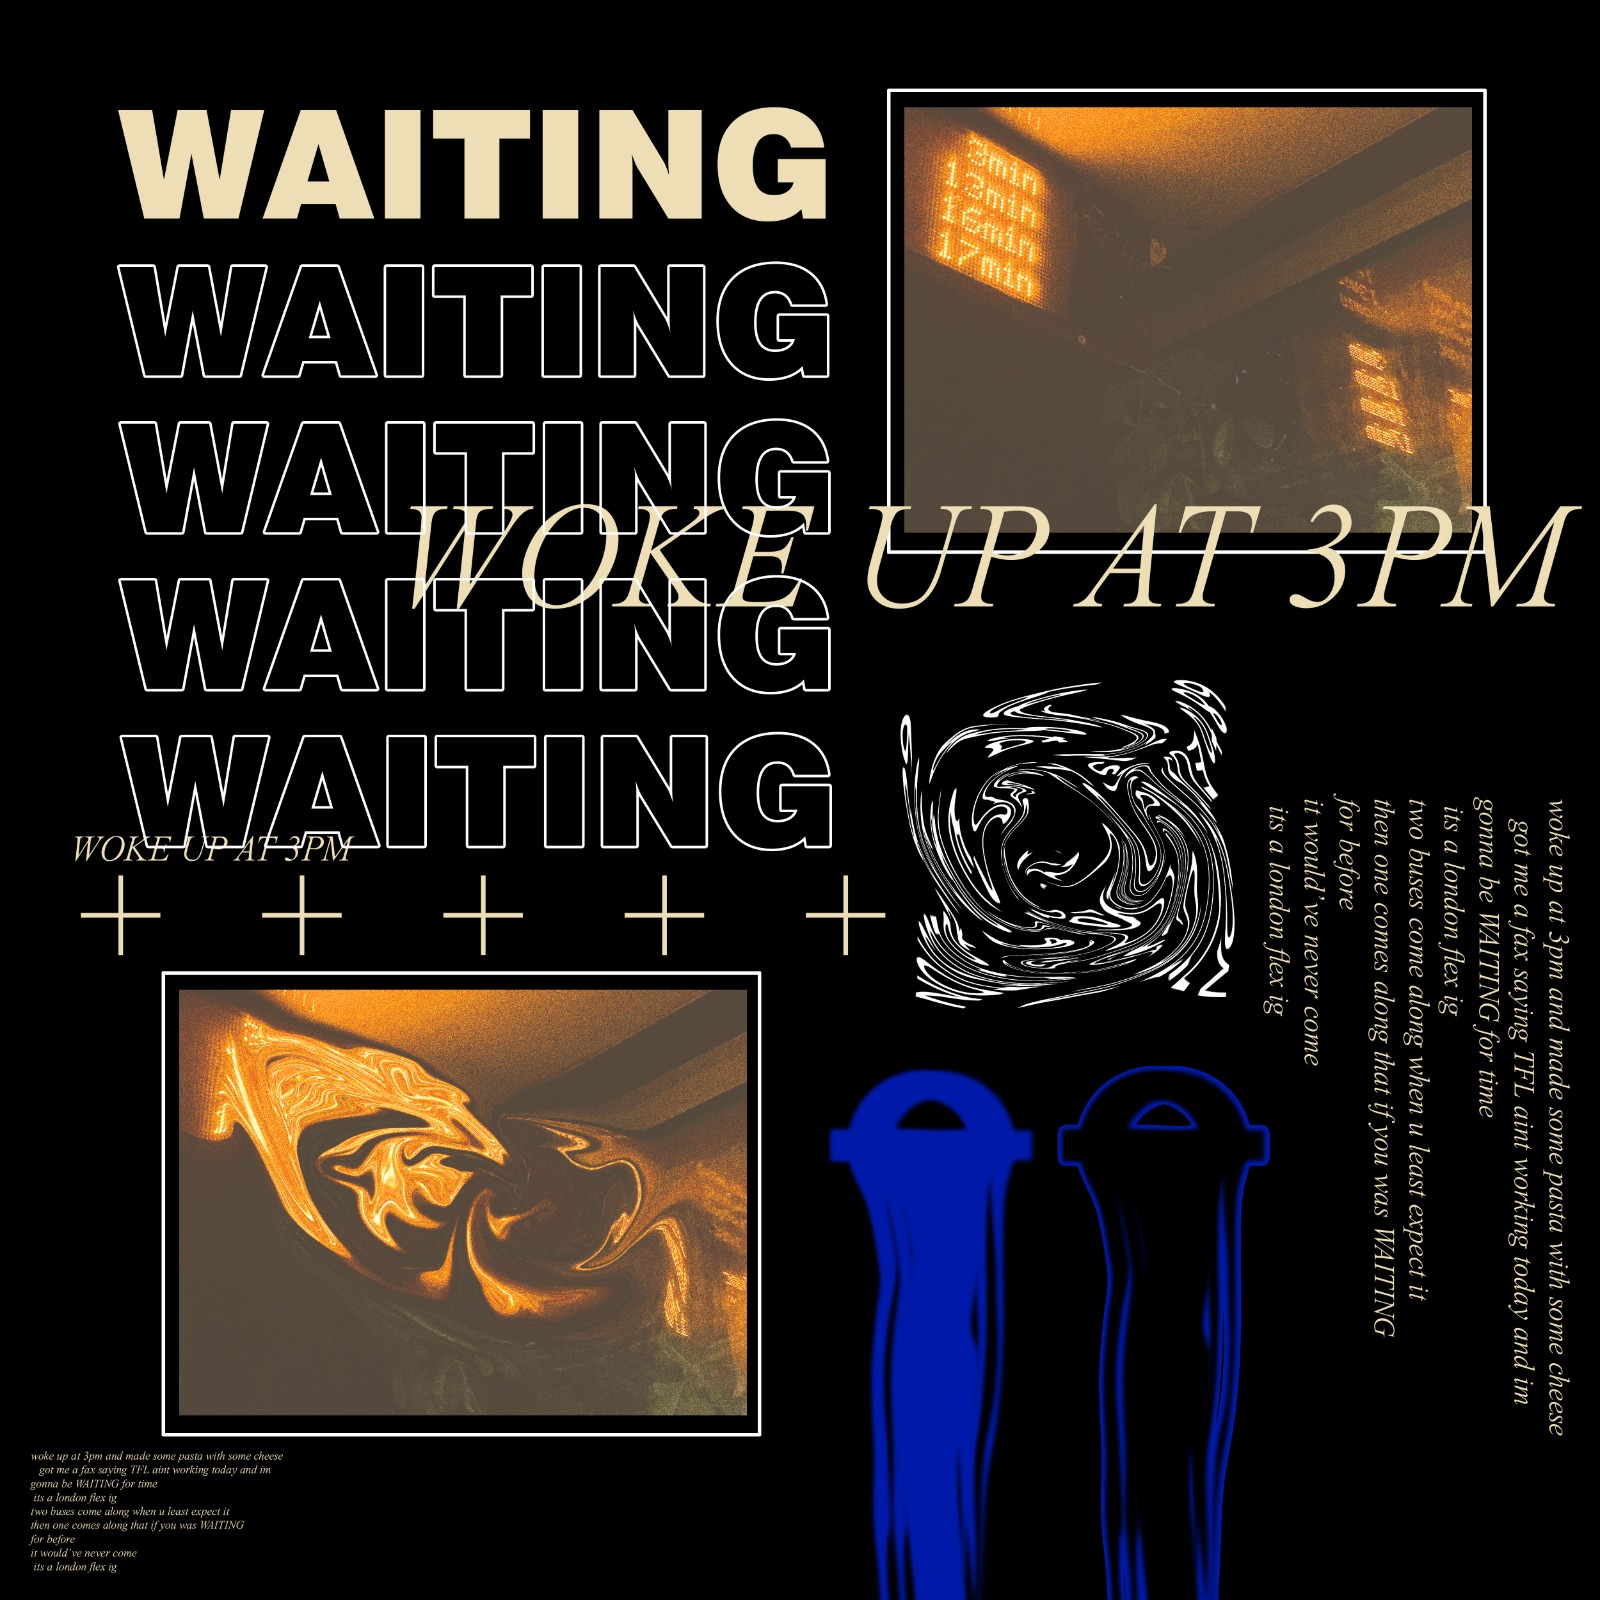 WAITING
WAITING
WAITING
WAITING
WAITING
9min
13min
16min
17min
WOKE UP AT 3PM
WOKE UP AT 3PM
woke up at 3pm and made some pasta with some cheese
got me a fax saying TFL aint working today and im
gonna be WAITING for time
its a london flex ig
two buses come along when u least expect it
then one comes along that if you was WAITING
for before
it would've never come
its a london flex ig
woke up at 3pm and made some pasta with some cheese
got me a fax saying TFL aint working today and im
gonna be WAITING for time
its a london flex ig
two buses come along when u least expect it
then one comes along that if you was WAITING
for before
it would've never come
its a london flex ig